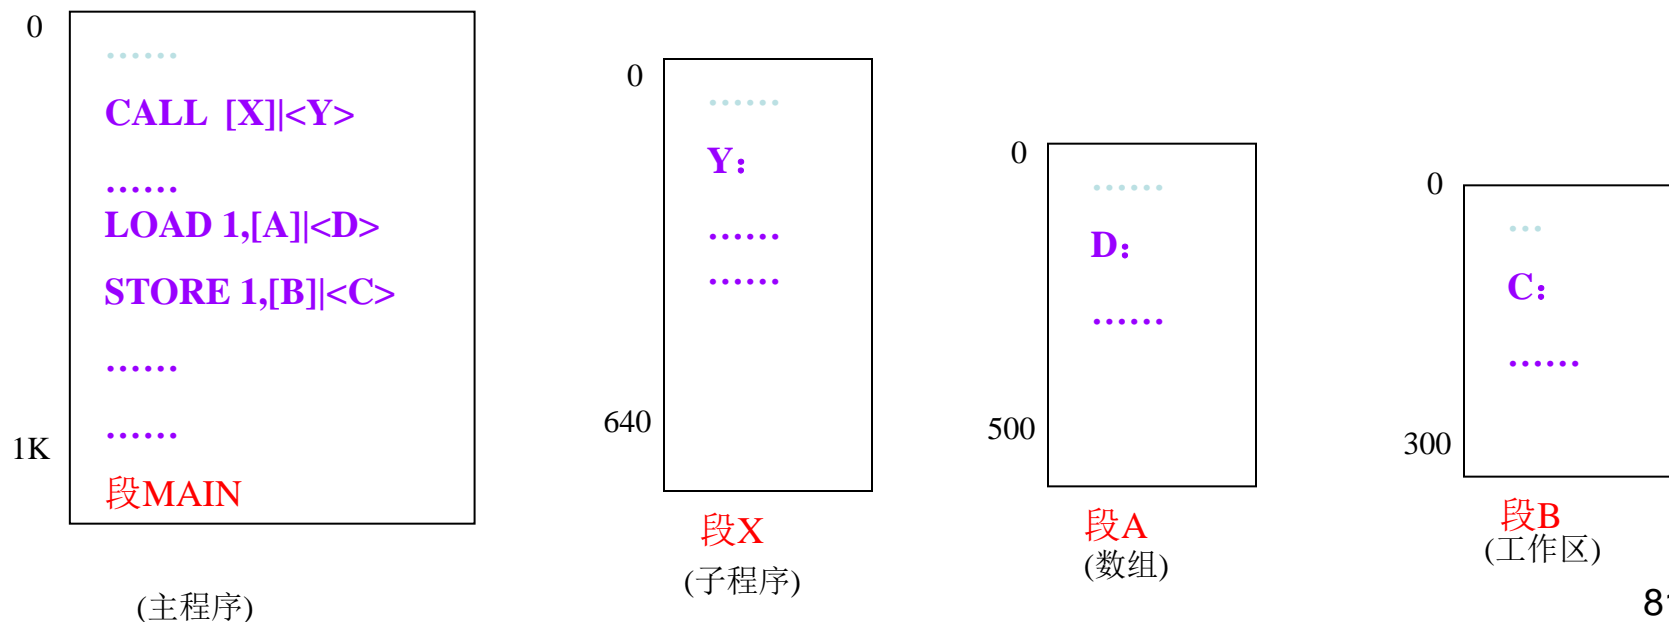 0
……
CALL [X]|<Y>
……
LOAD 1,[A]|<D>
STORE 1,[B]|<C>
……
……
1K
段MAIN
(主程序)
0
……
Y：
……
……
640
段X
(子程序)
0
……
D：
……
500
段A
(数组)
0
…
C：
……
300
段B
(工作区)